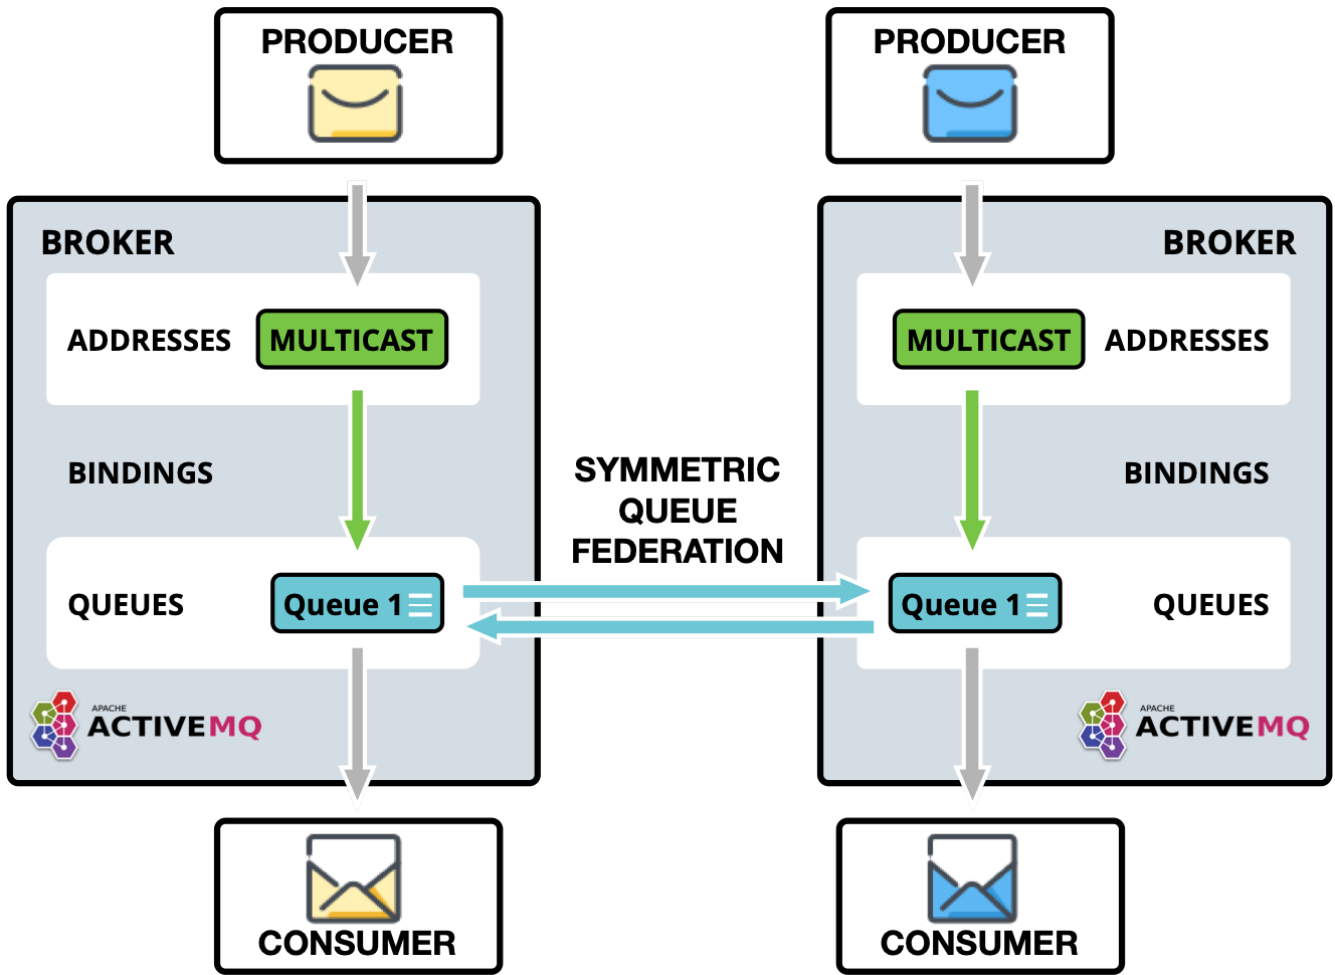 PRODUCER
PRODUCER
BROKER
BROKER
ADDRESSES
MULTICAST
MULTICAST
ADDRESSES
BINDINGS
SYMMETRIC
QUEUE
FEDERATION
BINDINGS
QUEUES
Queue 1
Queue 1
QUEUES
APACHE
ACTIVEMQ
APACHE
ACTIVEMQ
CONSUMER
CONSUMER